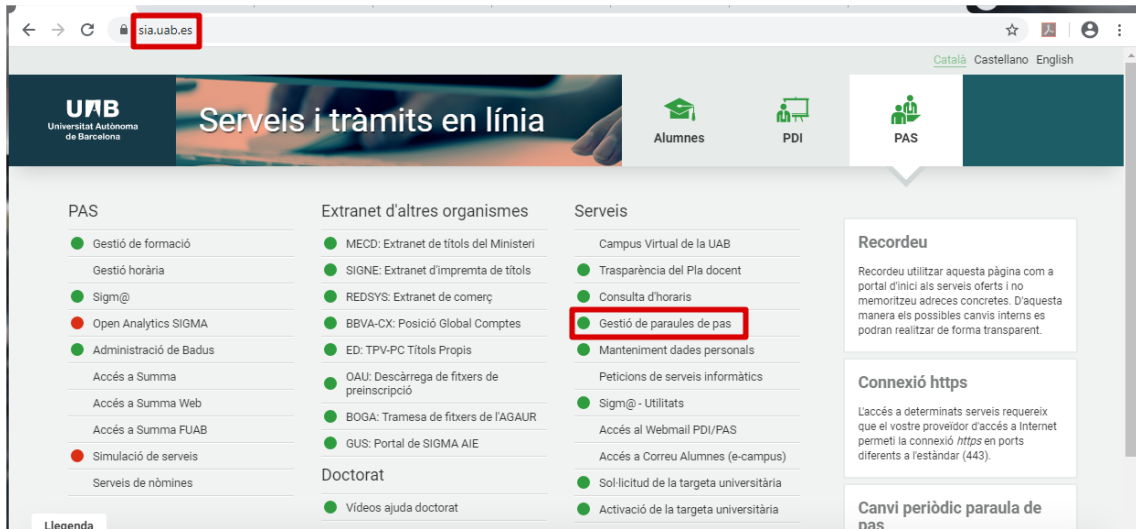 sia.uab.es
Català Castellano English
UAB
Universitat Autònoma
de Barcelona
Serveis i tràmits en línia
Alumnes
PDI
PAS
PAS
Gestió de formació
Gestió horària
Sigm@
Open Analytics SIGMA
Administració de Badus
Accés a Summa
Accés a Summa Web
Accés a Summa FUAB
Simulació de serveis
Serveis de nòmines
Llegenda
Extranet d'altres organismes
MECD: Extranet de títols del Ministeri
SIGNE: Extranet d'impremta de títols
REDSYS: Extranet de comerç
BBVA-CX: Posició Global Comptes
ED: TPV-PC Títols Propis
OAU: Descàrrega de fitxers de
preinscripció
BOGA: Tramesa de fitxers de l'AGAUR
GUS: Portal de SIGMA AIE
Doctorat
Vídeos ajuda doctorat
Serveis
Campus Virtual de la UAB
Trasparència del Pla docent
Consulta d'horaris
Gestió de paraules de pas
Manteniment dades personals
Peticions de serveis informàtics
Sigm@ - Utilitats
Accés al Webmail PDI/PAS
Accés a Correu Alumnes (e-campus)
Sol·licitud de la targeta universitària
Activació de la targeta universitària
Recordeu
Recordeu utilitzar aquesta pàgina com a
portal d'inici als serveis oferts i no
memoritzeu adreces concretes. D'aquesta
manera els possibles canvis interns es
podran realitzar de forma transparent.
Connexió https
L'accés a determinats serveis requereix
que el vostre proveïdor d'accés a Internet
permeti la connexió https en ports
diferents a l'estàndar (443).
Canvi periòdic paraula de
pas